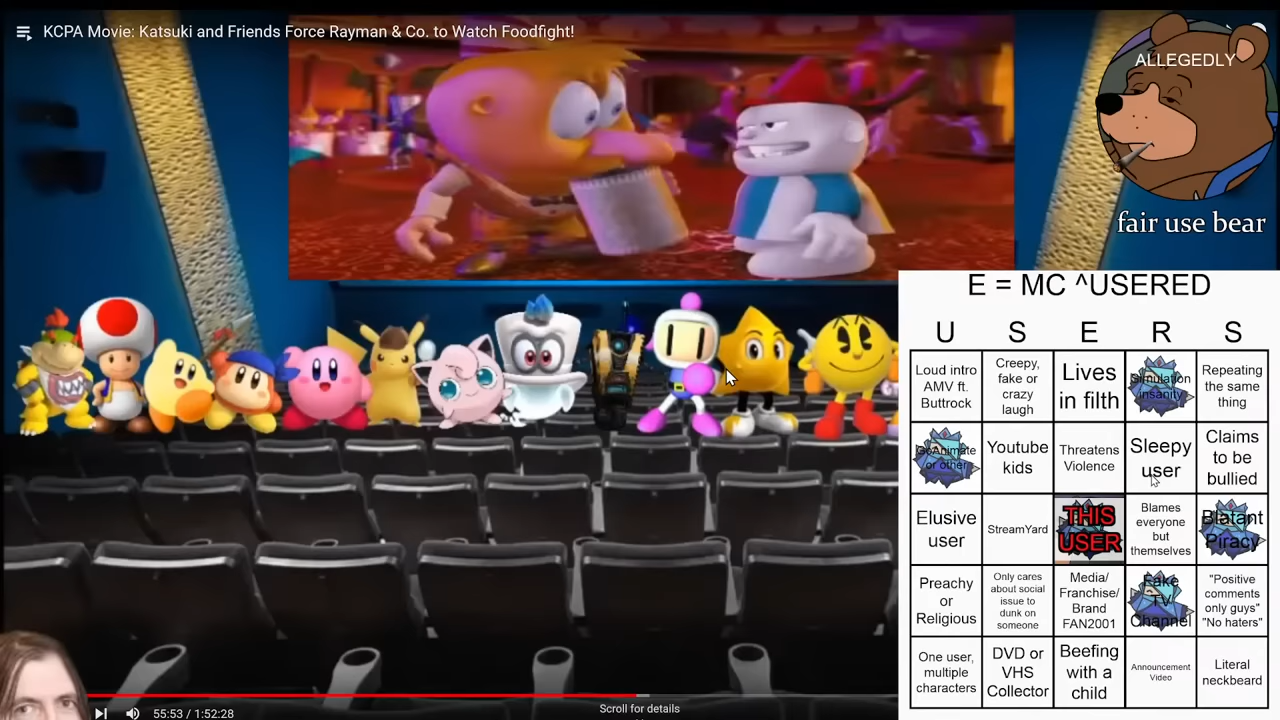 KCPA Movie: Katsuki and Friends Force Rayman & Co. to Watch Foodfight!
ALLEGEDLY
fair use bear
E = MC ^USERED
U S E R S
Loud intro
AMV ft.
Buttrock
Creepy,
fake or
crazy
laugh
Lives
in filth
Simulation
insanity
Repeating
the same
thing
GoAnimate
or other
Youtube
kids
Threatens
Violence
Sleepy
user
Claims
to be
bullied
Elusive
user
StreamYard
THIS
USER
Blames
everyone
but
themselves
Blatant
Piracy
Preachy
or
Religious
Only cares
about social
issue to
dunk on
someone
Media/
Franchise/
Brand
FAN2001
Fake
TV
Channel
"Positive
comments
only guys"
"No haters"
One user,
multiple
characters
DVD or
VHS
Collector
Beefing
with a
child
Announcement
Video
Literal
neckbeard
55:53 / 1:52:28
Scroll for details